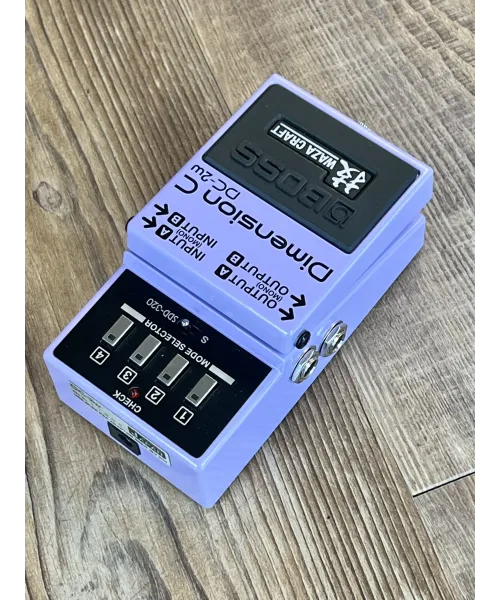 CHECK
1
2
3
4
MODE SELECTOR
S
SDD-320
OUTPUT A
(MONO)
OUTPUT B
INPUT A
(MONO)
INPUT B
Dimension C
DC-2w
BOSS
技 WAZA CRAFT